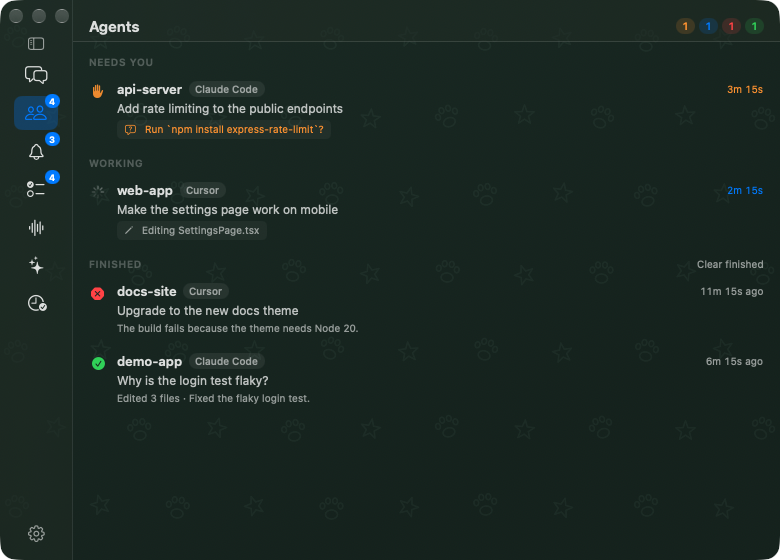 Agents
1 1 1 1
4
3
4
NEEDS YOU
api-server Claude Code 3m 15s
Add rate limiting to the public endpoints
Run `npm install express-rate-limit`?
WORKING
web-app Cursor 2m 15s
Make the settings page work on mobile
Editing SettingsPage.tsx
FINISHED Clear finished
docs-site Cursor 11m 15s ago
Upgrade to the new docs theme
The build fails because the theme needs Node 20.
demo-app Claude Code 6m 15s ago
Why is the login test flaky?
Edited 3 files · Fixed the flaky login test.